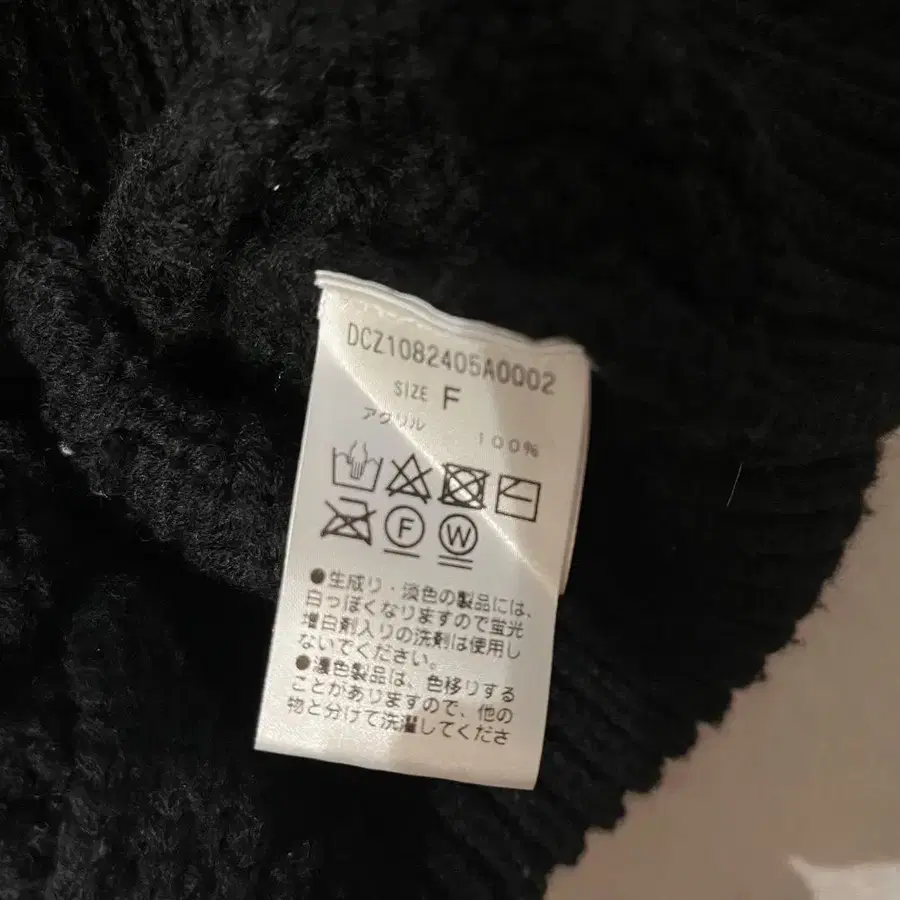 DCZ1082405A0002
SIZE F
アクリル 100%
F W
●生成り・淡色の製品には、
白っぽくなりますので蛍光
増白剤入りの洗剤は使用し
ないでください。
●濃色製品は、色移りする
ことがありますので、他の
物と分けて洗濯してくださ